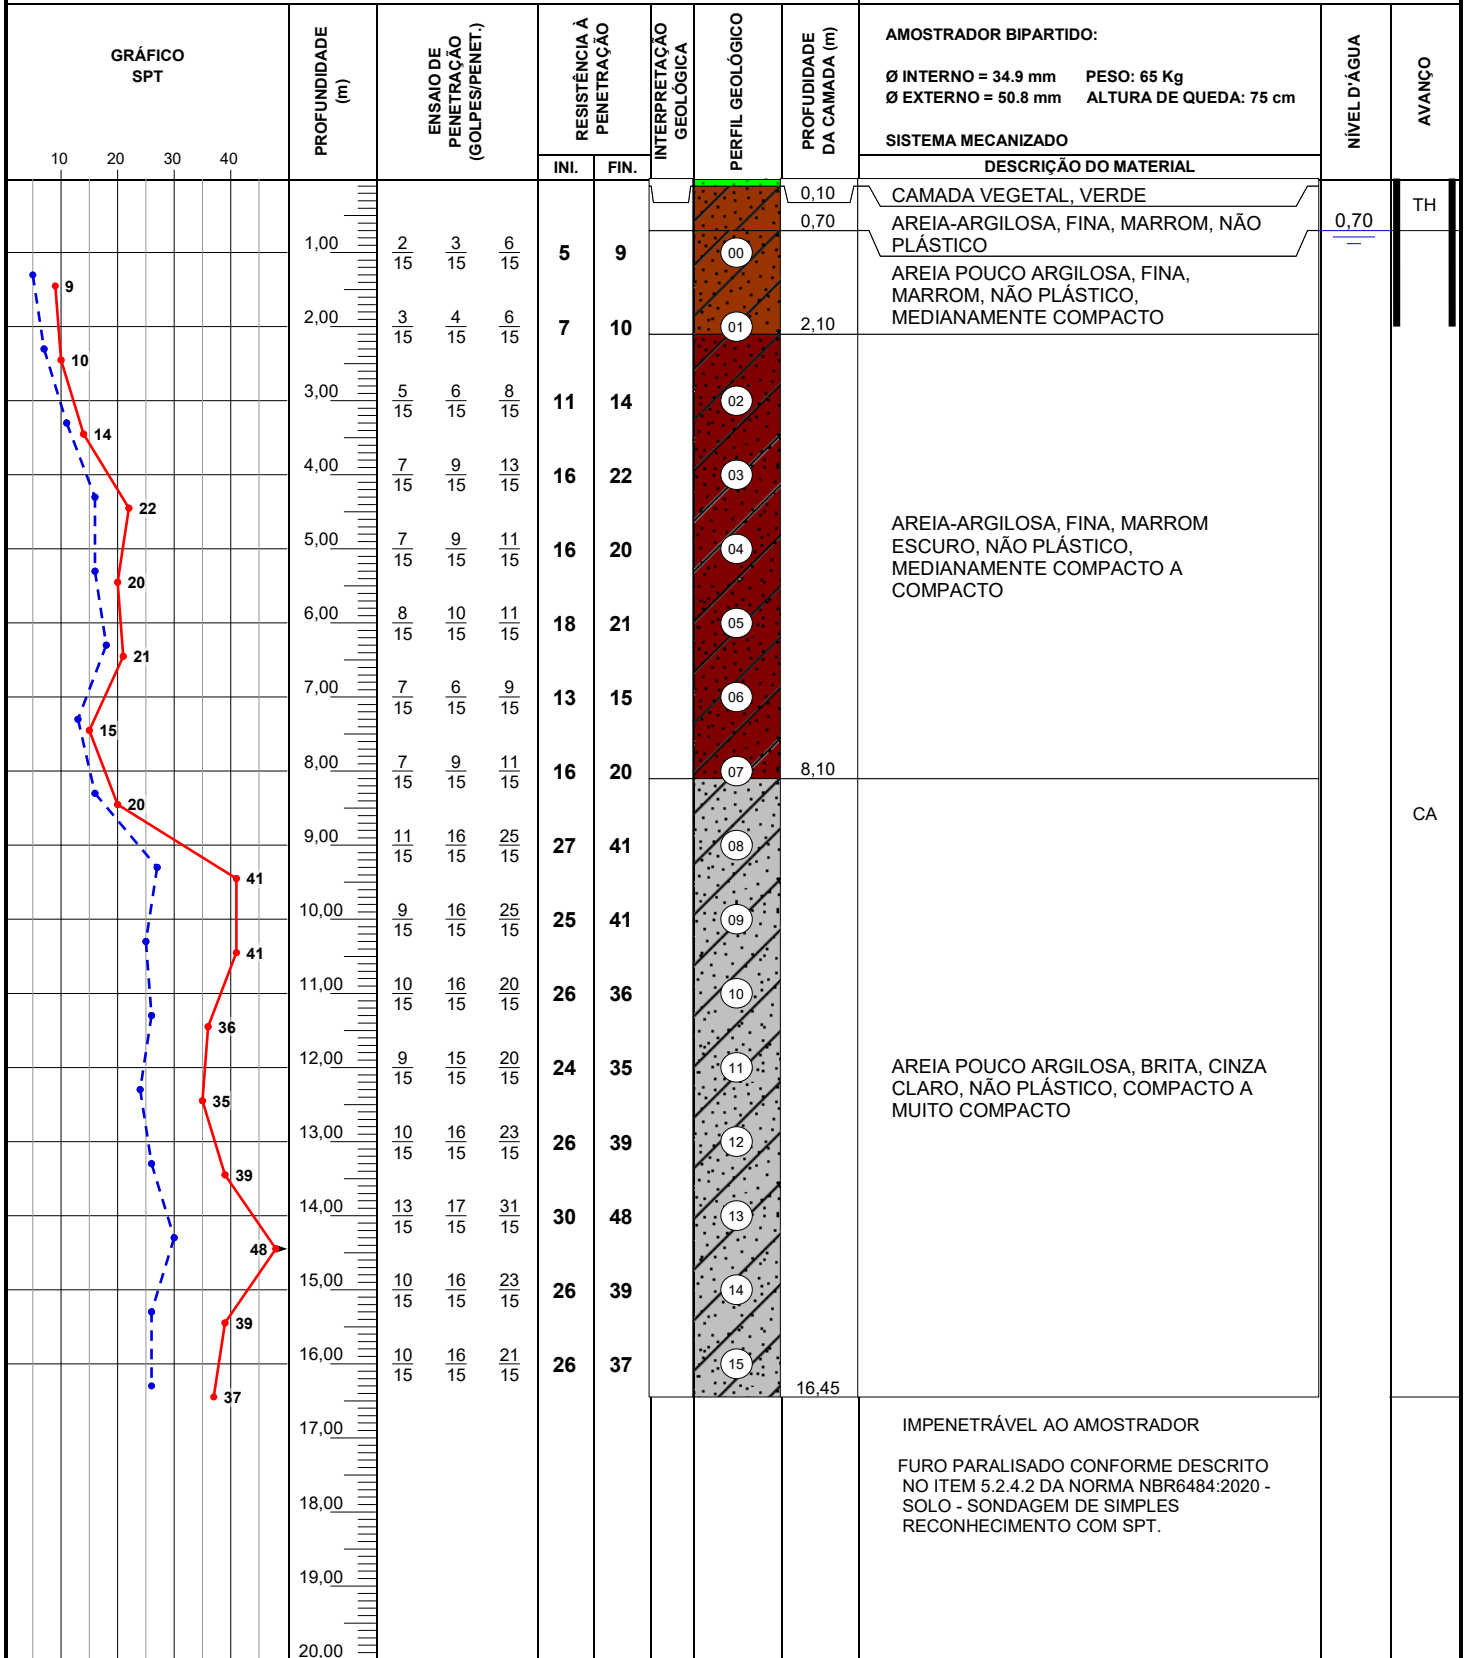 GRÁFICO
SPT
10 20 30 40
PROFUNDIDADE
(m)
ENSAIO DE
PENETRAÇÃO
(GOLPES/PENET.)
RESISTÊNCIA À
PENETRAÇÃO
INI. FIN.
INTERPRETAÇÃO
GEOLÓGICA
PERFIL GEOLÓGICO
PROFUDIDADE
DA CAMADA (m)
AMOSTRADOR BIPARTIDO:
Ø INTERNO = 34.9 mm PESO: 65 Kg
Ø EXTERNO = 50.8 mm ALTURA DE QUEDA: 75 cm
SISTEMA MECANIZADO
DESCRIÇÃO DO MATERIAL
NÍVEL D'ÁGUA
AVANÇO
0,10 CAMADA VEGETAL, VERDE
TH
0,70 AREIA-ARGILOSA, FINA, MARROM, NÃO
PLÁSTICO
0,70
1,00 2/15 3/15 6/15 5 9 00
9
AREIA POUCO ARGILOSA, FINA,
MARROM, NÃO PLÁSTICO,
MEDIANAMENTE COMPACTO
2,00 3/15 4/15 6/15 7 10 01 2,10
10
3,00 5/15 6/15 8/15 11 14 02
14
4,00 7/15 9/15 13/15 16 22 03
22
AREIA-ARGILOSA, FINA, MARROM
ESCURO, NÃO PLÁSTICO,
MEDIANAMENTE COMPACTO A
COMPACTO
5,00 7/15 9/15 11/15 16 20 04
20
6,00 8/15 10/15 11/15 18 21 05
21
7,00 7/15 6/15 9/15 13 15 06
15
8,00 7/15 9/15 11/15 16 20 07 8,10
20
CA
9,00 11/15 16/15 25/15 27 41 08
41
10,00 9/15 16/15 25/15 25 41 09
41
11,00 10/15 16/15 20/15 26 36 10
36
12,00 9/15 15/15 20/15 24 35 11
35
AREIA POUCO ARGILOSA, BRITA, CINZA
CLARO, NÃO PLÁSTICO, COMPACTO A
MUITO COMPACTO
13,00 10/15 16/15 23/15 26 39 12
39
14,00 13/15 17/15 31/15 30 48 13
48
15,00 10/15 16/15 23/15 26 39 14
39
16,00 10/15 16/15 21/15 26 37 15
37
16,45
IMPENETRÁVEL AO AMOSTRADOR
17,00
FURO PARALISADO CONFORME DESCRITO
NO ITEM 5.2.4.2 DA NORMA NBR6484:2020 -
SOLO - SONDAGEM DE SIMPLES
RECONHECIMENTO COM SPT.
18,00
19,00
20,00